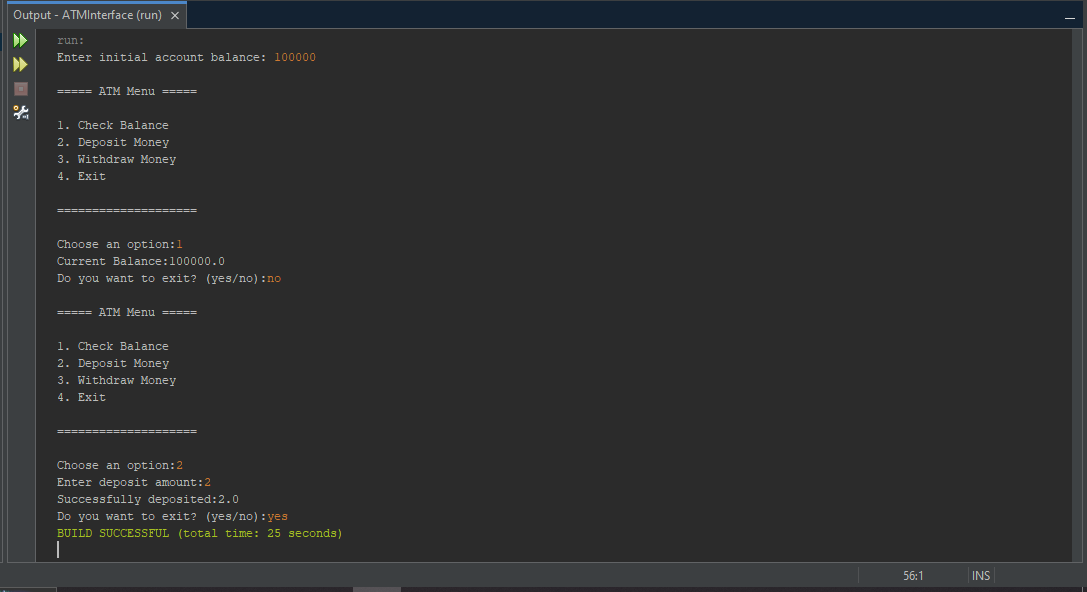 Output - ATMInterface (run) ×
run:
Enter initial account balance: 100000
===== ATM Menu =====
1. Check Balance
2. Deposit Money
3. Withdraw Money
4. Exit
====================
Choose an option:1
Current Balance:100000.0
Do you want to exit? (yes/no):no
===== ATM Menu =====
1. Check Balance
2. Deposit Money
3. Withdraw Money
4. Exit
====================
Choose an option:2
Enter deposit amount:2
Successfully deposited:2.0
Do you want to exit? (yes/no):yes
BUILD SUCCESSFUL (total time: 25 seconds)
56:1 INS